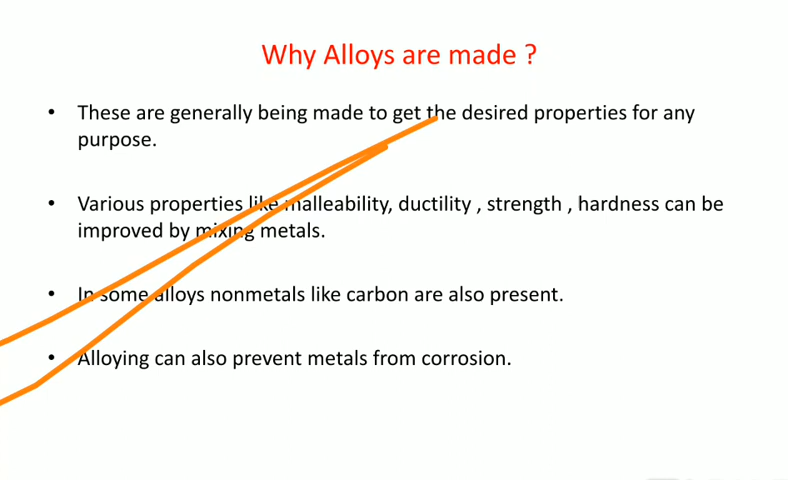 Why Alloys are made ?
• These are generally being made to get the desired properties for any
purpose.
• Various properties like malleability, ductility , strength , hardness can be
improved by mixing metals.
• In some alloys nonmetals like carbon are also present.
• Alloying can also prevent metals from corrosion.